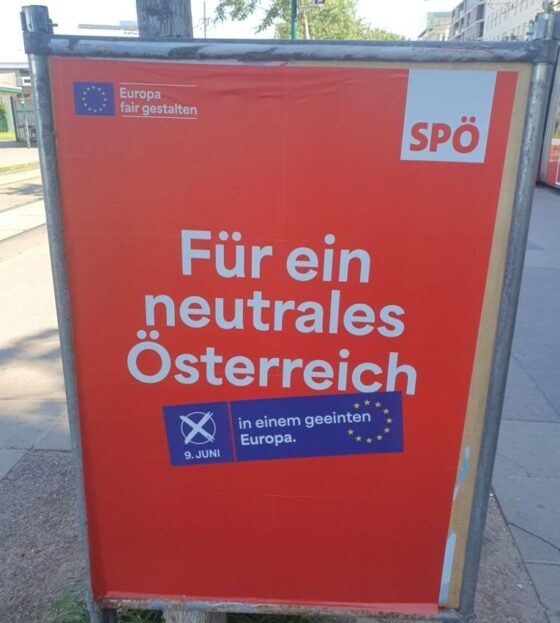 Europa
fair gestalten
SPÖ
Für ein
neutrales
Österreich
in einem geeinten
Europa.
9. JUNI